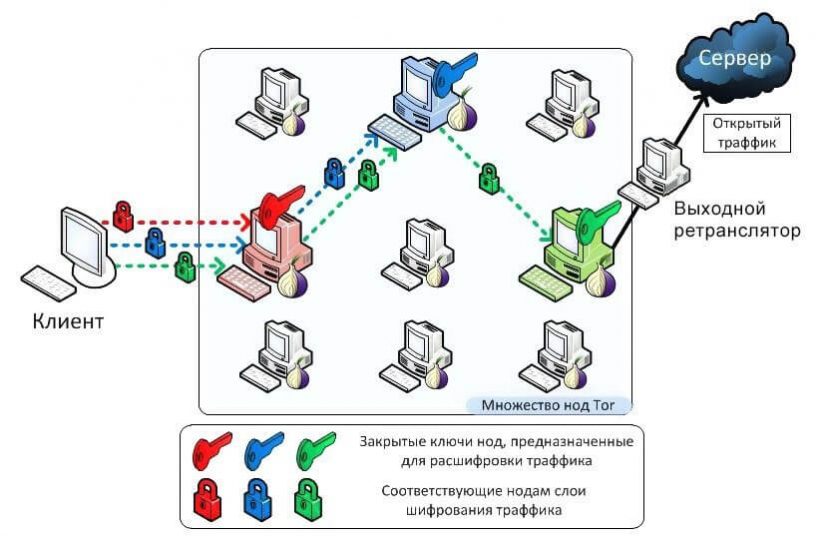 Сервер
Открытый
траффик
Выходной
ретранслятор
Клиент
Множество нод Tor
Закрытые ключи нод, предназначенные
для расшифровки траффика
Соответствующие нодам слои
шифрования траффика